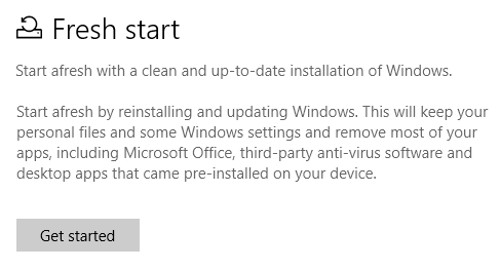 Fresh start
Start afresh with a clean and up-to-date installation of Windows.
Start afresh by reinstalling and updating Windows. This will keep your
personal files and some Windows settings and remove most of your
apps, including Microsoft Office, third-party anti-virus software and
desktop apps that came pre-installed on your device.
Get started